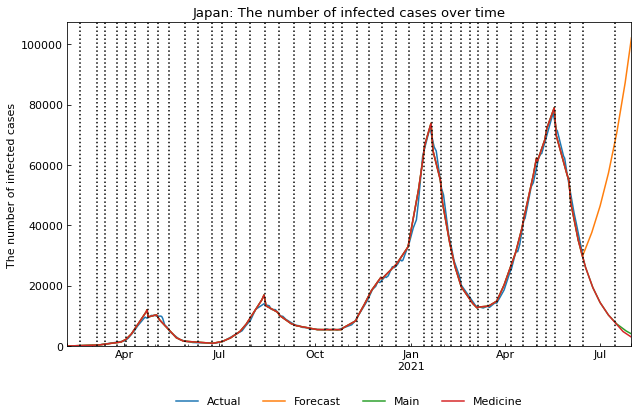 Japan: The number of infected cases over time
The number of infected cases
100000
80000
60000
40000
20000
0
Apr
Jul
Oct
Jan
2021
Apr
Jul
Actual
Forecast
Main
Medicine